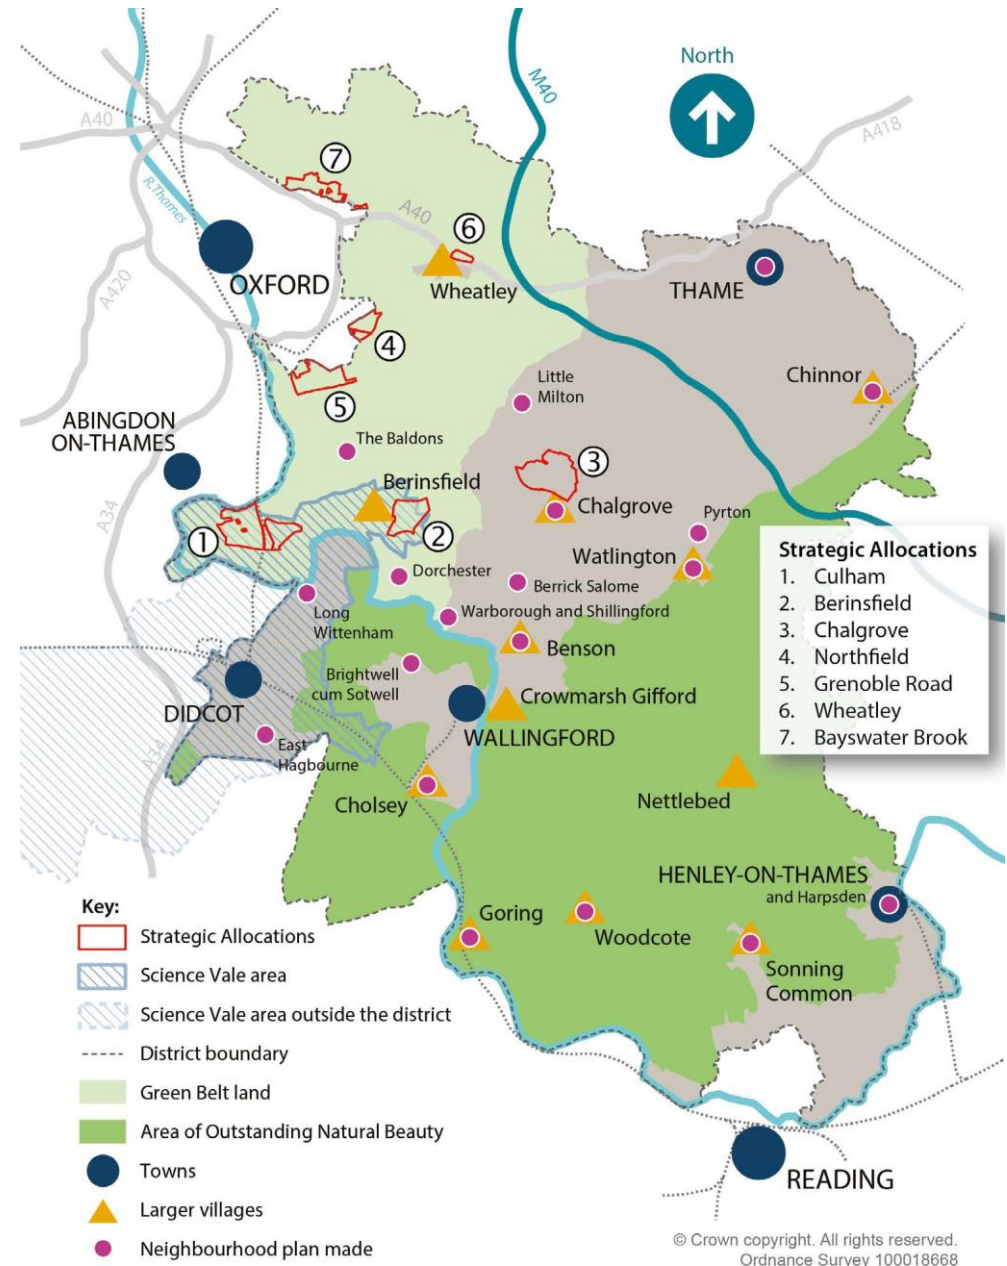 North
M40
A40
A418
R.Thames
7
A40
6
OXFORD
Wheatley
THAME
A420
4
Chinnor
5
Little
Milton
ABINGDON
ON-THAMES
The Baldons
3
Berinsfield
Chalgrove
A34
1
2
Pyrton
Watlington
Dorchester
Berrick Salome
Long
Wittenham
Warborough and Shillingford
Benson
Brightwell
cum Sotwell
Crowmarsh Gifford
DIDCOT
WALLINGFORD
A34
East
Hagbourne
Cholsey
Nettlebed
Strategic Allocations
1. Culham
2. Berinsfield
3. Chalgrove
4. Northfield
5. Grenoble Road
6. Wheatley
7. Bayswater Brook
HENLEY-ON-THAMES
and Harpsden
Goring
Woodcote
Sonning
Common
READING
Key:
Strategic Allocations
Science Vale area
Science Vale area outside the district
District boundary
Green Belt land
Area of Outstanding Natural Beauty
Towns
Larger villages
Neighbourhood plan made
© Crown copyright. All rights reserved.
Ordnance Survey 100018668